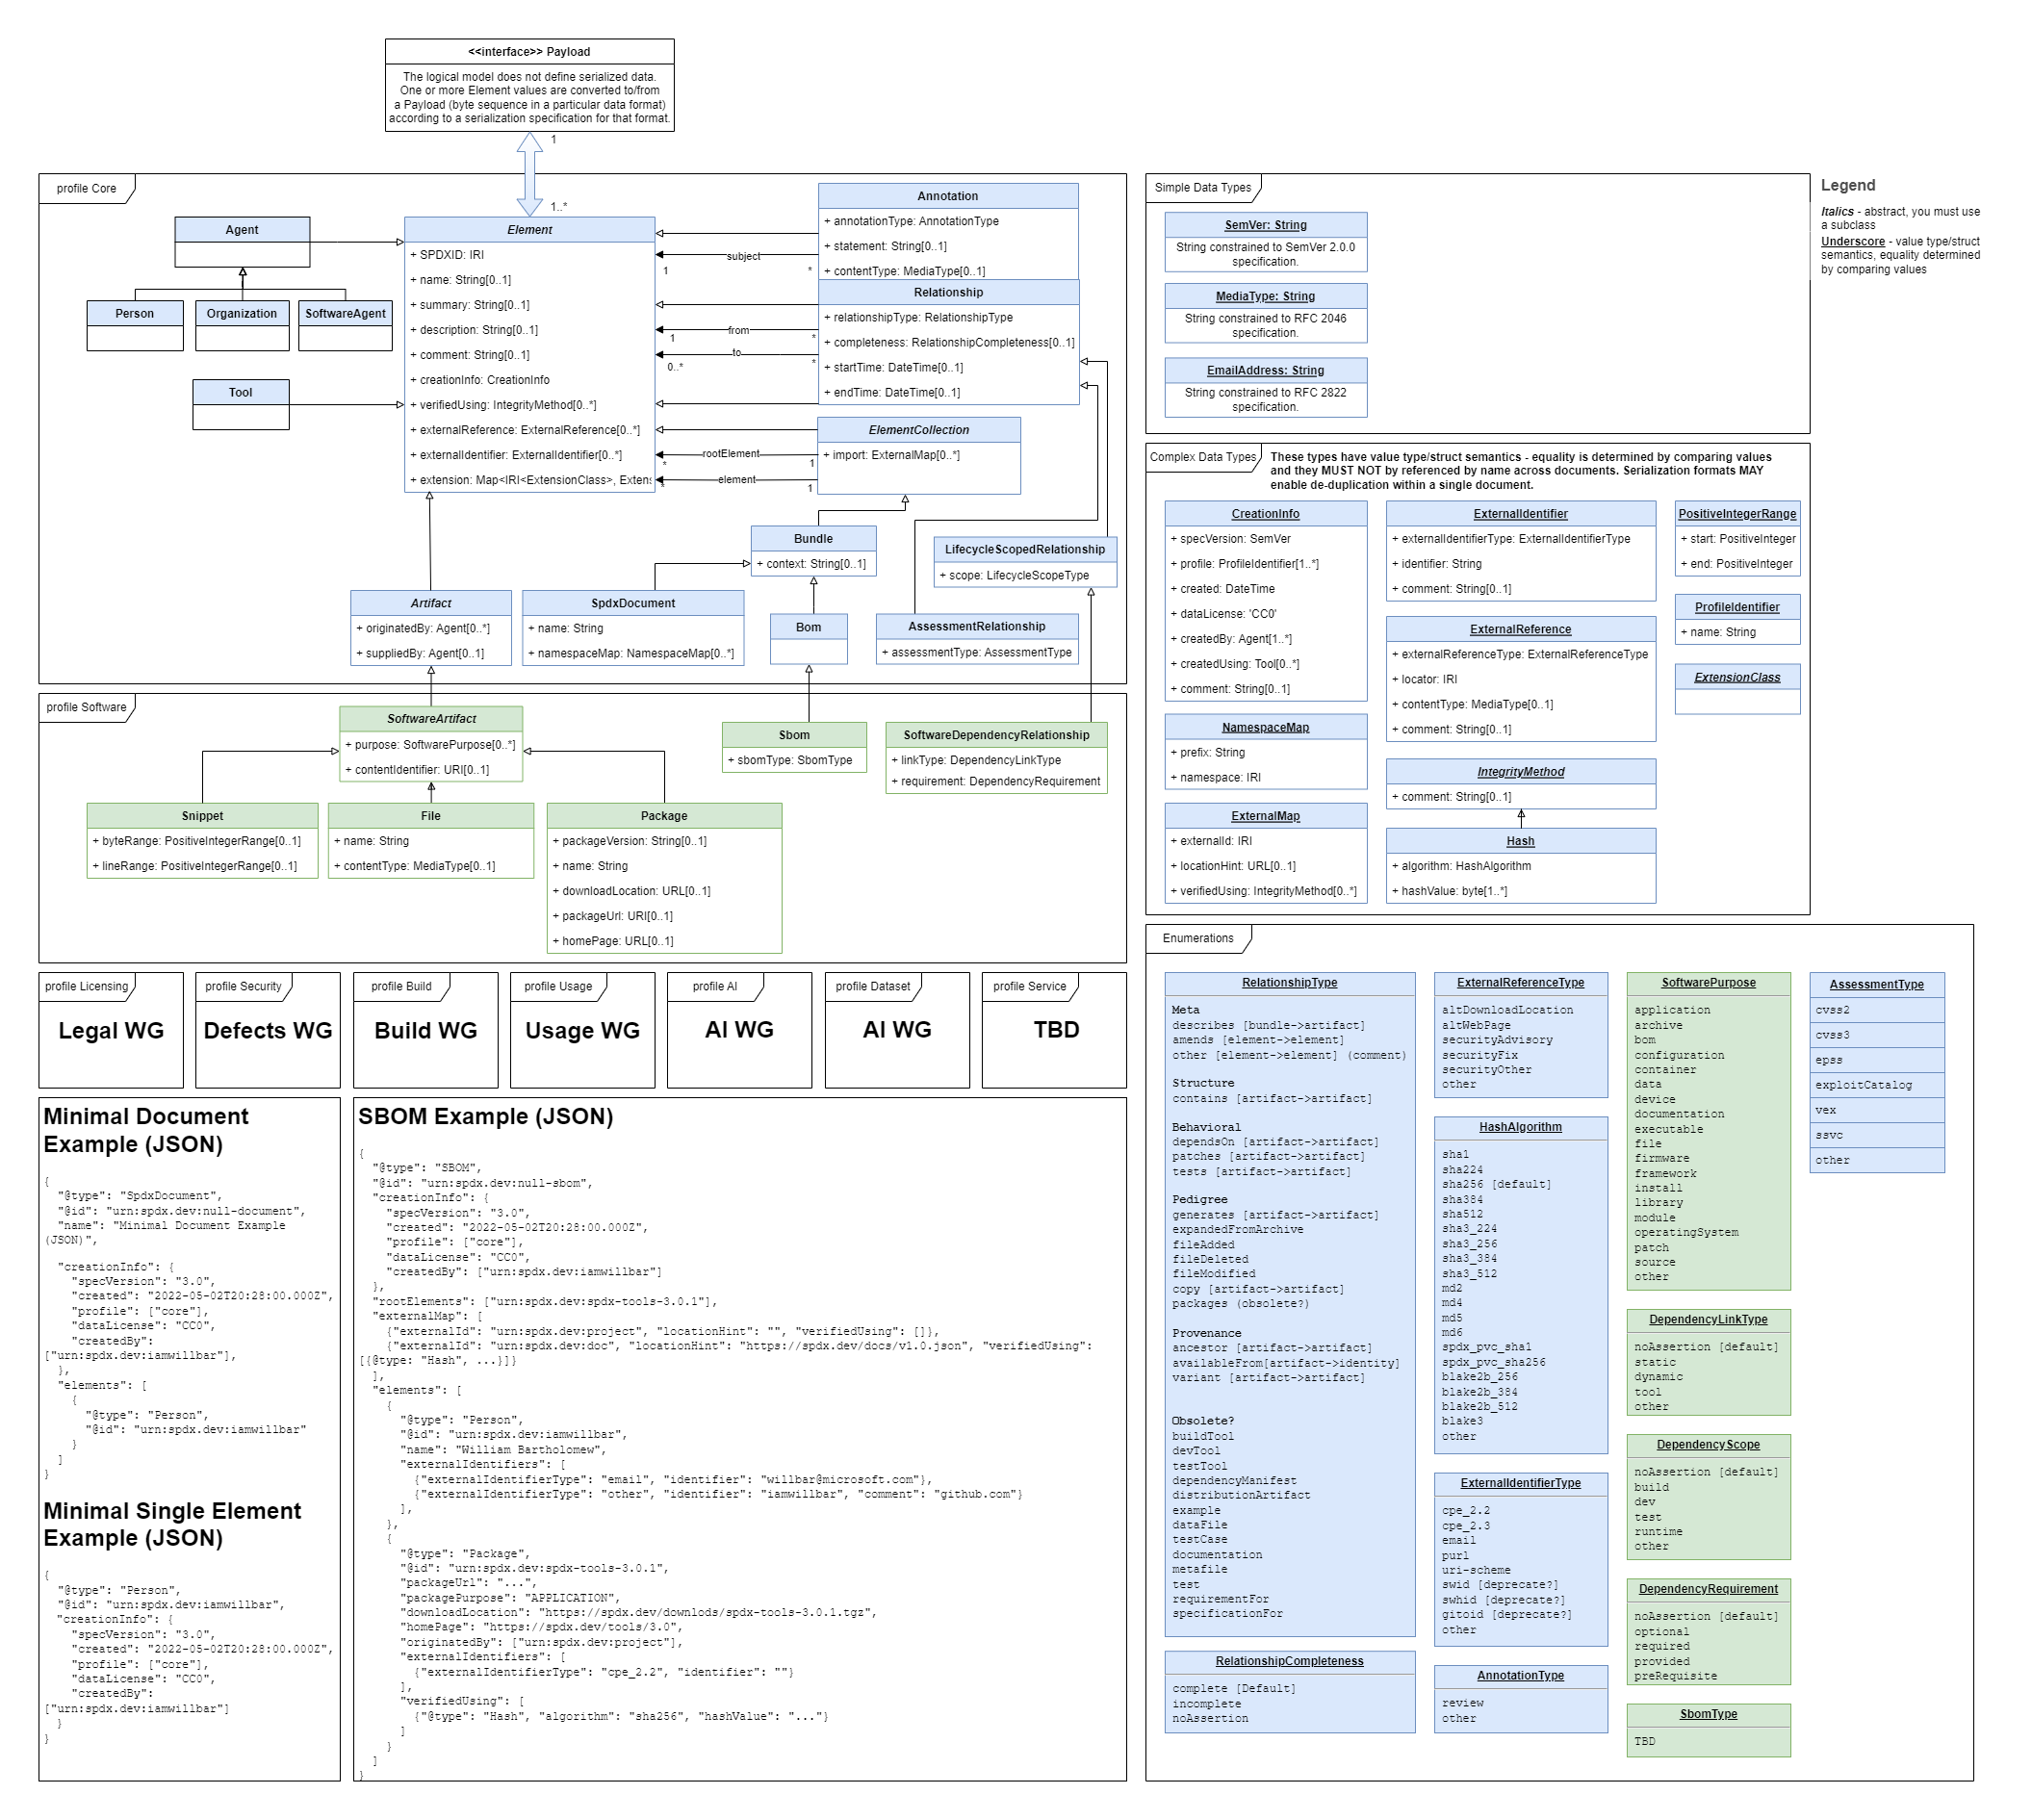 <<interface>> Payload
The logical model does not define serialized data.
One or more Element values are converted to/from
a Payload (byte sequence in a particular data format)
according to a serialization specification for that format.
1
1..*
profile Core
Agent
Person
Organization
SoftwareAgent
Tool
Element
+ SPDXID: IRI
+ name: String[0..1]
+ summary: String[0..1]
+ description: String[0..1]
+ comment: String[0..1]
+ creationInfo: CreationInfo
+ verifiedUsing: IntegrityMethod[0..*]
+ externalReference: ExternalReference[0..*]
+ externalIdentifier: ExternalIdentifier[0..*]
+ extension: Map<IRI<ExtensionClass>, Extens
subject
1
*
from
1
*
to
0..*
*
rootElement
*
1
element
*
1
Annotation
+ annotationType: AnnotationType
+ statement: String[0..1]
+ contentType: MediaType[0..1]
Relationship
+ relationshipType: RelationshipType
+ completeness: RelationshipCompleteness[0..1]
+ startTime: DateTime[0..1]
+ endTime: DateTime[0..1]
ElementCollection
+ import: ExternalMap[0..*]
Bundle
+ context: String[0..1]
LifecycleScopedRelationship
+ scope: LifecycleScopeType
Artifact
+ originatedBy: Agent[0..*]
+ suppliedBy: Agent[0..1]
SpdxDocument
+ name: String
+ namespaceMap: NamespaceMap[0..*]
Bom
AssessmentRelationship
+ assessmentType: AssessmentType
profile Software
SoftwareArtifact
+ purpose: SoftwarePurpose[0..*]
+ contentIdentifier: URI[0..1]
Sbom
+ sbomType: SbomType
SoftwareDependencyRelationship
+ linkType: DependencyLinkType
+ requirement: DependencyRequirement
Snippet
+ byteRange: PositiveIntegerRange[0..1]
+ lineRange: PositiveIntegerRange[0..1]
File
+ name: String
+ contentType: MediaType[0..1]
Package
+ packageVersion: String[0..1]
+ name: String
+ downloadLocation: URL[0..1]
+ packageUrl: URI[0..1]
+ homePage: URL[0..1]
profile Licensing
Legal WG
profile Security
Defects WG
profile Build
Build WG
profile Usage
Usage WG
profile AI
AI WG
profile Dataset
AI WG
profile Service
TBD
Minimal Document
Example (JSON)
{
"@type": "SpdxDocument",
"@id": "urn:spdx.dev:null-document",
"name": "Minimal Document Example
(JSON)",
"creationInfo": {
"specVersion": "3.0",
"created": "2022-05-02T20:28:00.000Z",
"profile": ["core"],
"dataLicense": "CC0",
"createdBy":
["urn:spdx.dev:iamwillbar"],
},
"elements": [
{
"@type": "Person",
"@id": "urn:spdx.dev:iamwillbar"
}
]
}
Minimal Single Element
Example (JSON)
{
"@type": "Person",
"@id": "urn:spdx.dev:iamwillbar",
"creationInfo": {
"specVersion": "3.0",
"created": "2022-05-02T20:28:00.000Z",
"profile": ["core"],
"dataLicense": "CC0",
"createdBy":
["urn:spdx.dev:iamwillbar"]
}
}
SBOM Example (JSON)
{
"@type": "SBOM",
"@id": "urn:spdx.dev:null-sbom",
"creationInfo": {
"specVersion": "3.0",
"created": "2022-05-02T20:28:00.000Z",
"profile": ["core"],
"dataLicense": "CC0",
"createdBy": ["urn:spdx.dev:iamwillbar"]
},
"rootElements": ["urn:spdx.dev:spdx-tools-3.0.1"],
"externalMap": [
{"externalId": "urn:spdx.dev:project", "locationHint": "", "verifiedUsing": []},
{"externalId": "urn:spdx.dev:doc", "locationHint": "https://spdx.dev/docs/v1.0.json", "verifiedUsing":
[{@type: "Hash", ...}]}
],
"elements": [
{
"@type": "Person",
"@id": "urn:spdx.dev:iamwillbar",
"name": "William Bartholomew",
"externalIdentifiers": [
{"externalIdentifierType": "email", "identifier": "willbar@microsoft.com"},
{"externalIdentifierType": "other", "identifier": "iamwillbar", "comment": "github.com"}
],
},
{
"@type": "Package",
"@id": "urn:spdx.dev:spdx-tools-3.0.1",
"packageUrl": "...",
"packagePurpose": "APPLICATION",
"downloadLocation": "https://spdx.dev/downlods/spdx-tools-3.0.1.tgz",
"homePage": "https://spdx.dev/tools/3.0",
"originatedBy": ["urn:spdx.dev:project"],
"externalIdentifiers": [
{"externalIdentifierType": "cpe_2.2", "identifier": ""}
],
"verifiedUsing": [
{"@type": "Hash", "algorithm": "sha256", "hashValue": "..."}
]
}
]
}
Simple Data Types
SemVer: String
String constrained to SemVer 2.0.0
specification.
MediaType: String
String constrained to RFC 2046
specification.
EmailAddress: String
String constrained to RFC 2822
specification.
Legend
Italics - abstract, you must use
a subclass
Underscore - value type/struct
semantics, equality determined
by comparing values
Complex Data Types
These types have value type/struct semantics - equality is determined by comparing values
and they MUST NOT by referenced by name across documents. Serialization formats MAY
enable de-duplication within a single document.
CreationInfo
+ specVersion: SemVer
+ profile: ProfileIdentifier[1..*]
+ created: DateTime
+ dataLicense: 'CC0'
+ createdBy: Agent[1..*]
+ createdUsing: Tool[0..*]
+ comment: String[0..1]
NamespaceMap
+ prefix: String
+ namespace: IRI
ExternalMap
+ externalId: IRI
+ locationHint: URL[0..1]
+ verifiedUsing: IntegrityMethod[0..*]
ExternalIdentifier
+ externalIdentifierType: ExternalIdentifierType
+ identifier: String
+ comment: String[0..1]
ExternalReference
+ externalReferenceType: ExternalReferenceType
+ locator: IRI
+ contentType: MediaType[0..1]
+ comment: String[0..1]
IntegrityMethod
+ comment: String[0..1]
Hash
+ algorithm: HashAlgorithm
+ hashValue: byte[1..*]
PositiveIntegerRange
+ start: PositiveInteger
+ end: PositiveInteger
ProfileIdentifier
+ name: String
ExtensionClass
Enumerations
RelationshipType
Meta
describes [bundle->artifact]
amends [element->element]
other [element->element] (comment)
Structure
contains [artifact->artifact]
Behavioral
dependsOn [artifact->artifact]
patches [artifact->artifact]
tests [artifact->artifact]
Pedigree
generates [artifact->artifact]
expandedFromArchive
fileAdded
fileDeleted
fileModified
copy [artifact->artifact]
packages (obsolete?)
Provenance
ancestor [artifact->artifact]
availableFrom[artifact->identity]
variant [artifact->artifact]
Obsolete?
buildTool
devTool
testTool
dependencyManifest
distributionArtifact
example
dataFile
testCase
documentation
metafile
test
requirementFor
specificationFor
RelationshipCompleteness
complete [Default]
incomplete
noAssertion
ExternalReferenceType
altDownloadLocation
altWebPage
securityAdvisory
securityFix
securityOther
other
HashAlgorithm
sha1
sha224
sha256 [default]
sha384
sha512
sha3_224
sha3_256
sha3_384
sha3_512
md2
md4
md5
md6
spdx_pvc_sha1
spdx_pvc_sha256
blake2b_256
blake2b_384
blake2b_512
blake3
other
ExternalIdentifierType
cpe_2.2
cpe_2.3
email
purl
uri-scheme
swid [deprecate?]
swhid [deprecate?]
gitoid [deprecate?]
other
AnnotationType
review
other
SoftwarePurpose
application
archive
bom
configuration
container
data
device
documentation
executable
file
firmware
framework
install
library
module
operatingSystem
patch
source
other
DependencyLinkType
noAssertion [default]
static
dynamic
tool
other
DependencyScope
noAssertion [default]
build
dev
test
runtime
other
DependencyRequirement
noAssertion [default]
optional
required
provided
preRequisite
SbomType
TBD
AssessmentType
cvss2
cvss3
epss
exploitCatalog
vex
ssvc
other